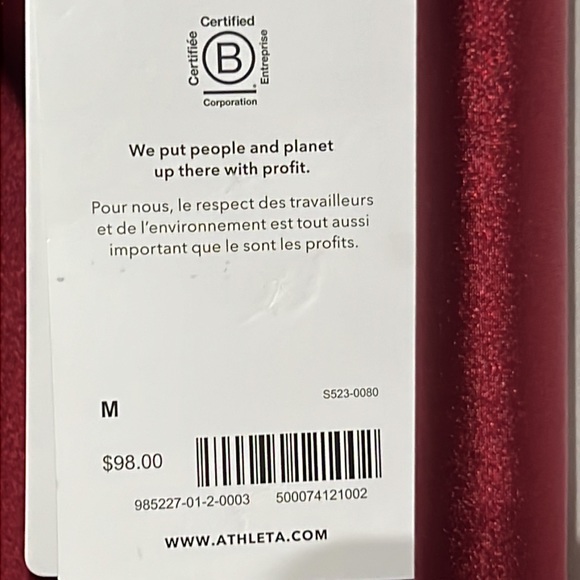 Certified
Certifiée
B
Entreprise
Corporation
We put people and planet
up there with profit.
Pour nous, le respect des travailleurs
et de l'environnement est tout aussi
important que le sont les profits.
S523-0080
M
$98.00
985227-01-2-0003 500074121002
WWW.ATHLETA.COM